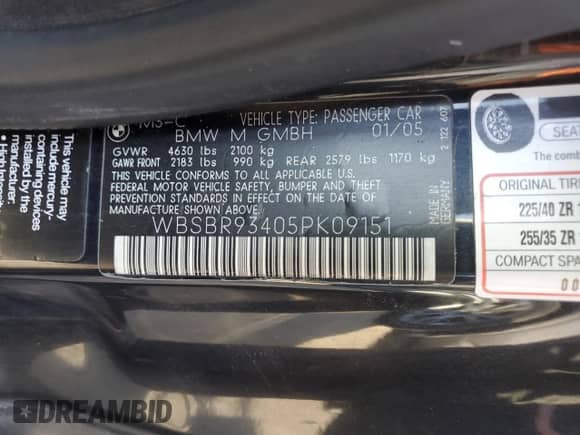 This vehicle may
include mercury-
containing devices
installed by the
manufacturer:
M3-C VEHICLE TYPE: PASSENGER CAR
BMW M GMBH 01/05
GVWR 4630 lbs 2100 kg
GAWR FRONT 2183 lbs 990 kg REAR 2579 lbs 1170 kg
THIS VEHICLE CONFORMS TO ALL APPLICABLE U.S.
FEDERAL MOTOR VEHICLE SAFETY, BUMPER AND THEFT
PREVENTION STANDARDS IN EFFECT ON THE DATE OF
MANUFACTURE SHOWN ABOVE.
WBSBR93405PK09151
MADE IN
GERMANY
SEA
The comb
ORIGINAL TIRE
225/40 ZR 1
255/35 ZR
COMPACT SPA
DREAMBID